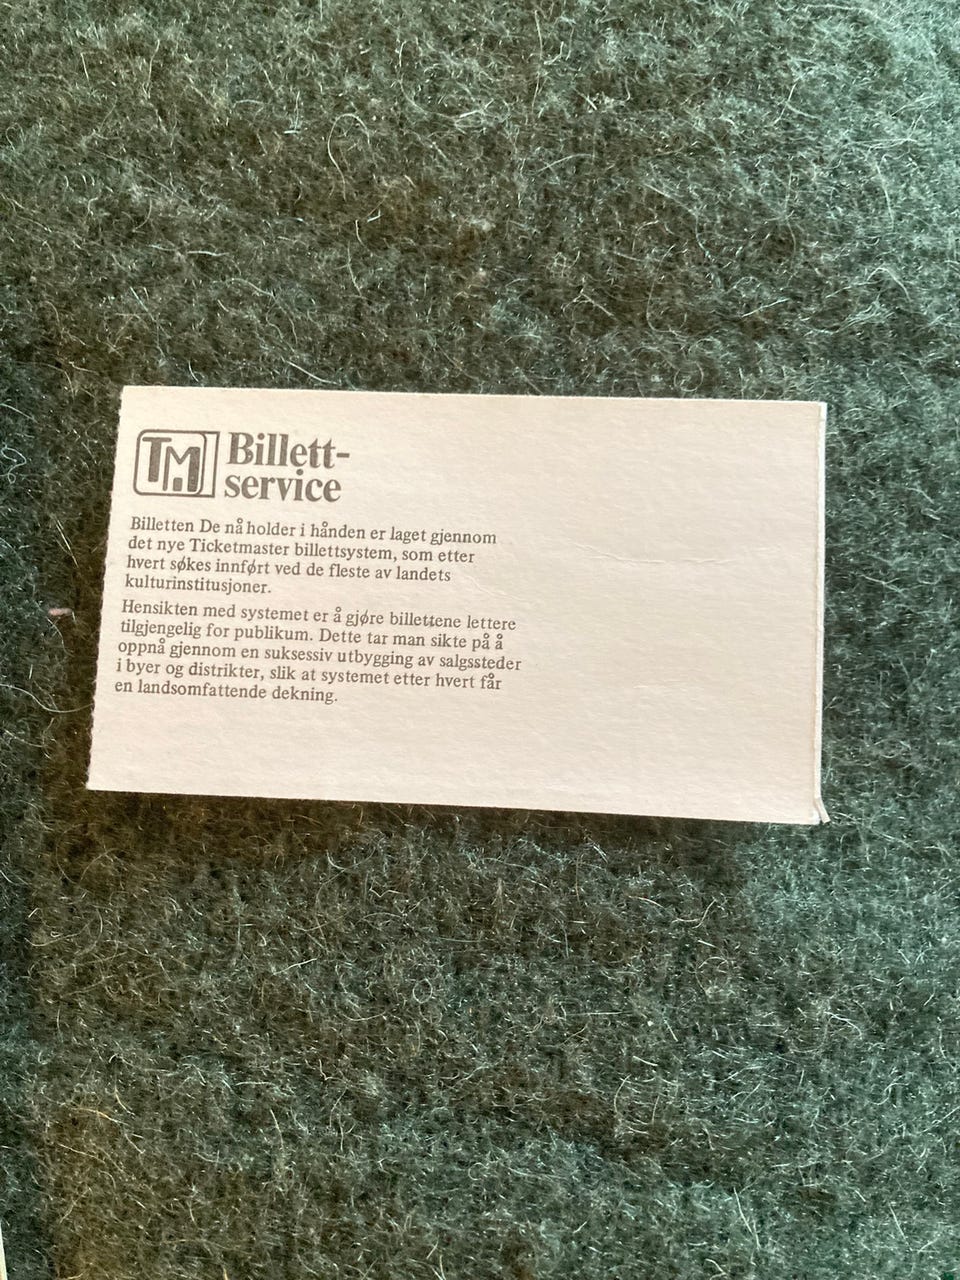 TM
Billett-
service
Billetten De nå holder i hånden er laget gjennom
det nye Ticketmaster billettsystem, som etter
hvert søkes innført ved de fleste av landets
kulturinstitusjoner.
Hensikten med systemet er å gjøre billettene lettere
tilgjengelig for publikum. Dette tar man sikte på å
oppnå gjennom en suksessiv utbygging av salgssteder
i byer og distrikter, slik at systemet etter hvert får
en landsomfattende dekning.